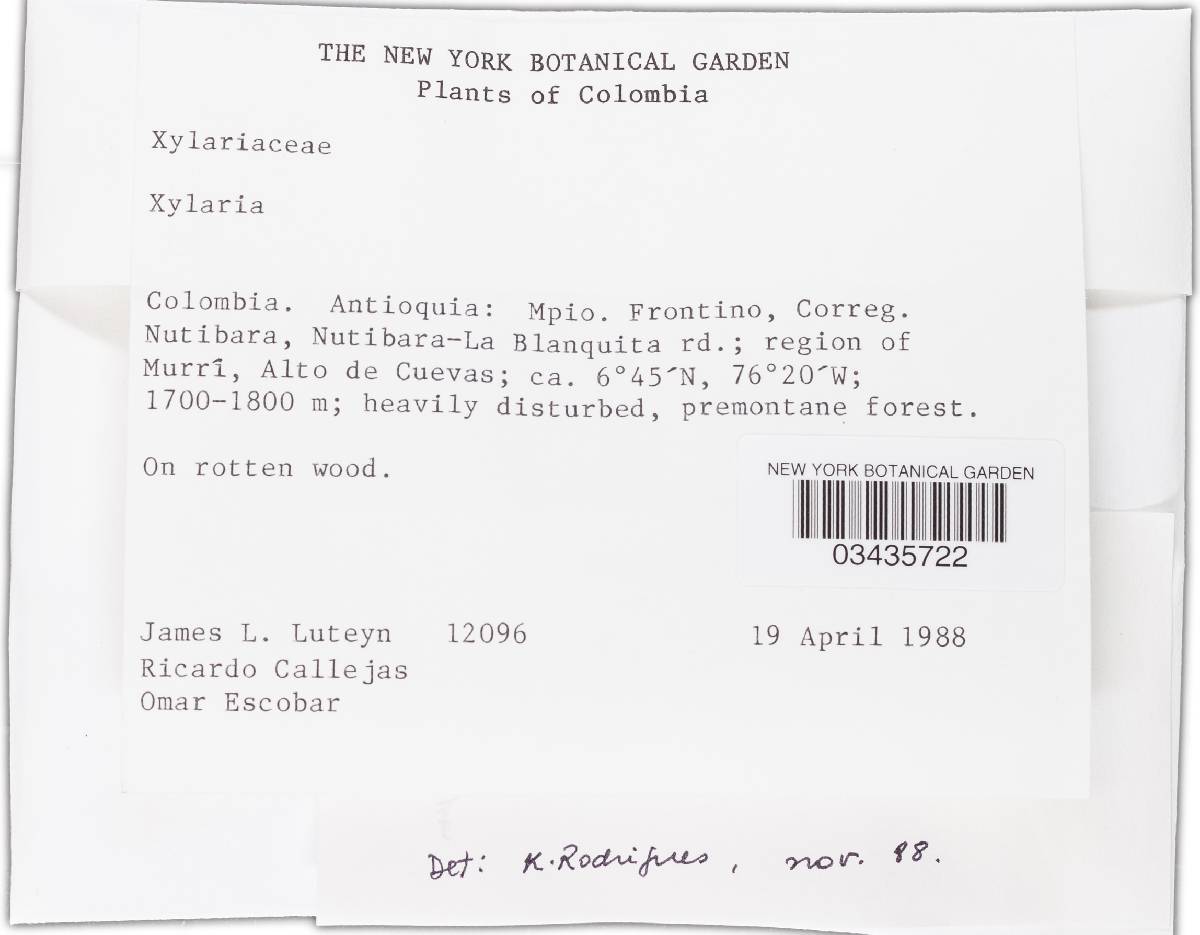 THE NEW YORK BOTANICAL GARDEN
Plants of Colombia
Xylariaceae
Xylaria
Colombia. Antioquia: Mpio. Frontino, Correg.
Nutibara, Nutibara-La Blanquita rd.; region of
Murrí, Alto de Cuevas; ca. 6°45´N, 76°20´W;
1700-1800 m; heavily disturbed, premontane forest.
On rotten wood.
NEW YORK BOTANICAL GARDEN
03435722
James L. Luteyn 12096 19 April 1988
Ricardo Callejas
Omar Escobar
Det: K. Rodrigues, nov. 98.